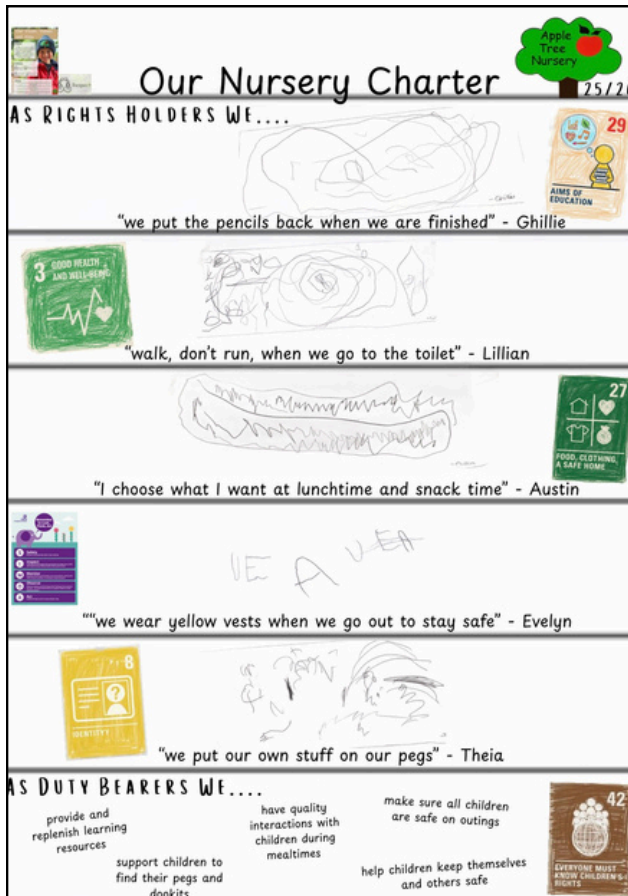 Apple
Tree
Nursery
Our Nursery Charter
25/2
AS RIGHTS HOLDERS WE....
29
AIMS OF
EDUCATION
"we put the pencils back when we are finished" - Ghillie
3 GOOD HEALTH
AND WELL-BEING
"walk, don't run, when we go to the toilet" - Lillian
27
FOOD, CLOTHING,
A SAFE HOME
"I choose what I want at lunchtime and snack time" - Austin
VE A VEA
""we wear yellow vests when we go out to stay safe" - Evelyn
8
IDENTITY
"we put our own stuff on our pegs" - Theia
AS DUTY BEARERS WE....
provide and
replenish learning
resources
have quality
interactions with
children during
mealtimes
make sure all children
are safe on outings
support children to
find their pegs and
dookits
help children keep themselves
and others safe
42
EVERYONE MUST
KNOW CHILDREN'S
RIGHTS